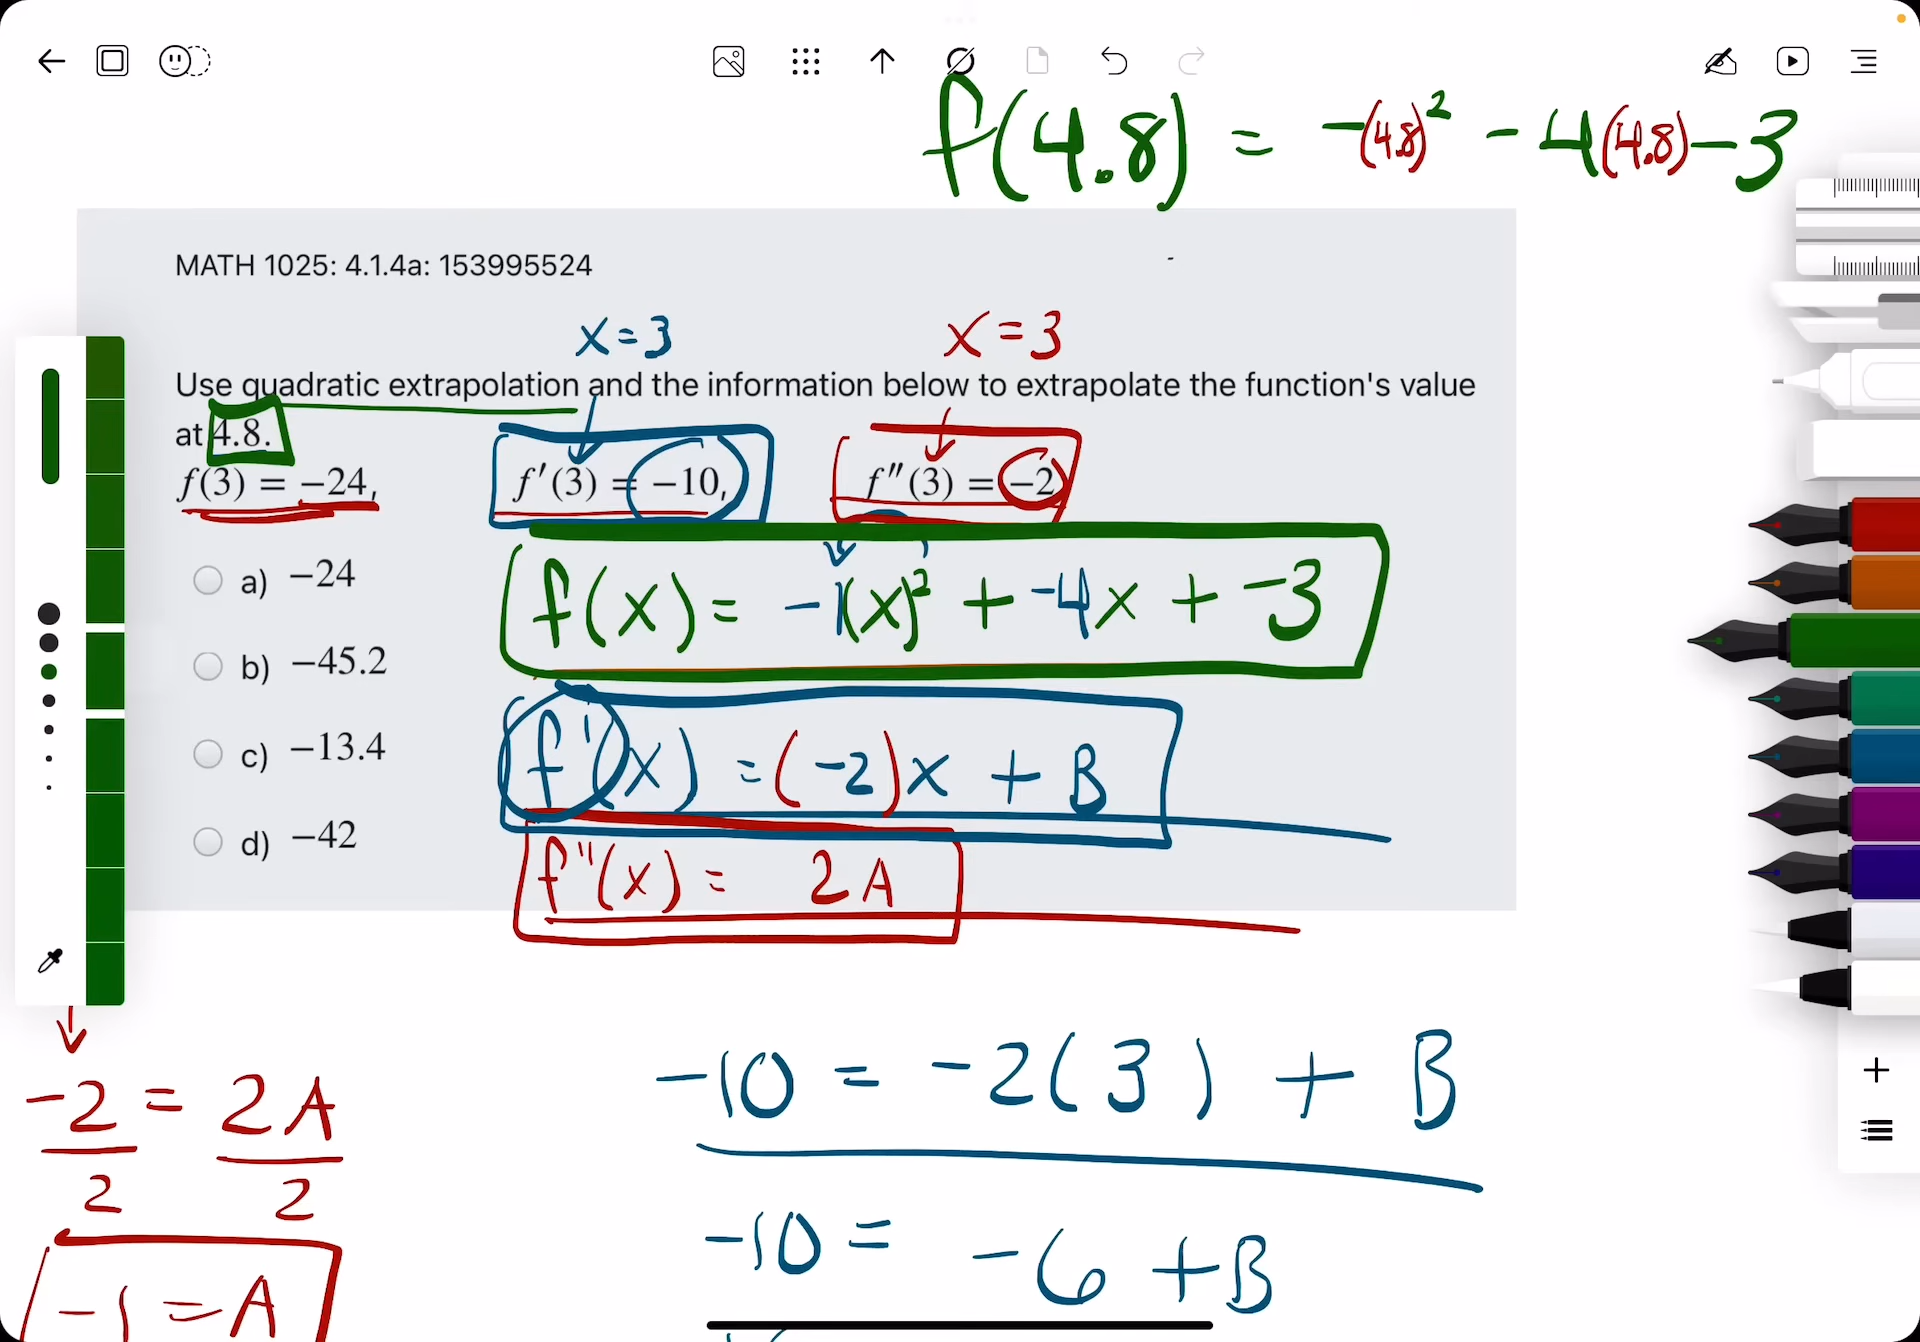 f(4.8) = -(4.8)² - 4(4.8) - 3
MATH 1025: 4.1.4a: 153995524
x = 3
x = 3
Use quadratic extrapolation and the information below to extrapolate the function's value
at 4.8.
f(3) = −24, f′(3) = −10, f″(3) = −2
f(x) = -1(x)² + -4x + -3
a) −24
b) −45.2
c) −13.4
d) −42
f'(x) = (-2)x + B
f"(x) = 2A
-2 = 2A
2 2
-1 = A
-10 = -2(3) + B
-10 = -6 + B